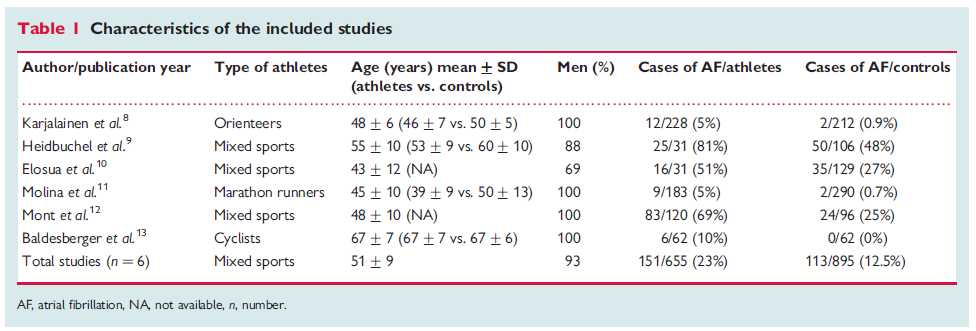 Table 1 Characteristics of the included studies
Author/publication year Type of athletes Age (years) mean ± SD Men (%) Cases of AF/athletes Cases of AF/controls
(athletes vs. controls)
Karjalainen et al.8 Orienteers 48 ± 6 (46 ± 7 vs. 50 ± 5) 100 12/228 (5%) 2/212 (0.9%)
Heidbuchel et al.9 Mixed sports 55 ± 10 (53 ± 9 vs. 60 ± 10) 88 25/31 (81%) 50/106 (48%)
Elosua et al.10 Mixed sports 43 ± 12 (NA) 69 16/31 (51%) 35/129 (27%)
Molina et al.11 Marathon runners 45 ± 10 (39 ± 9 vs. 50 ± 13) 100 9/183 (5%) 2/290 (0.7%)
Mont et al.12 Mixed sports 48 ± 10 (NA) 100 83/120 (69%) 24/96 (25%)
Baldesberger et al.13 Cyclists 67 ± 7 (67 ± 7 vs. 67 ± 6) 100 6/62 (10%) 0/62 (0%)
Total studies (n = 6) Mixed sports 51 ± 9 93 151/655 (23%) 113/895 (12.5%)
AF, atrial fibrillation, NA, not available, n, number.